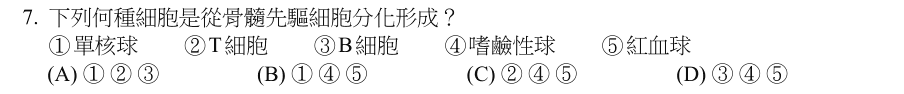 7. 下列何種細胞是從骨髓先驅細胞分化形成？
①單核球 ②T細胞 ③B細胞 ④嗜鹼性球 ⑤紅血球
(A) ①②③ (B) ①④⑤ (C) ②④⑤ (D) ③④⑤